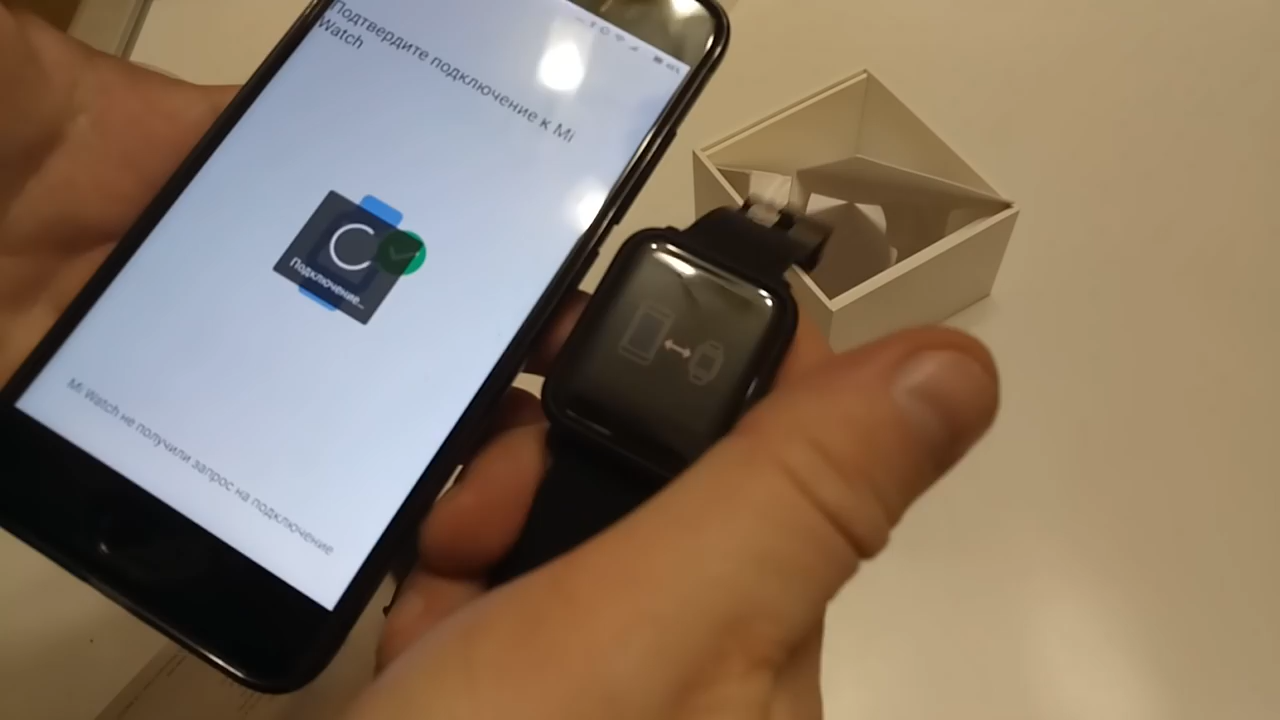 Подтвердите подключение к Mi
Watch
Подключение...
Mi Watch не получили запрос на подключение